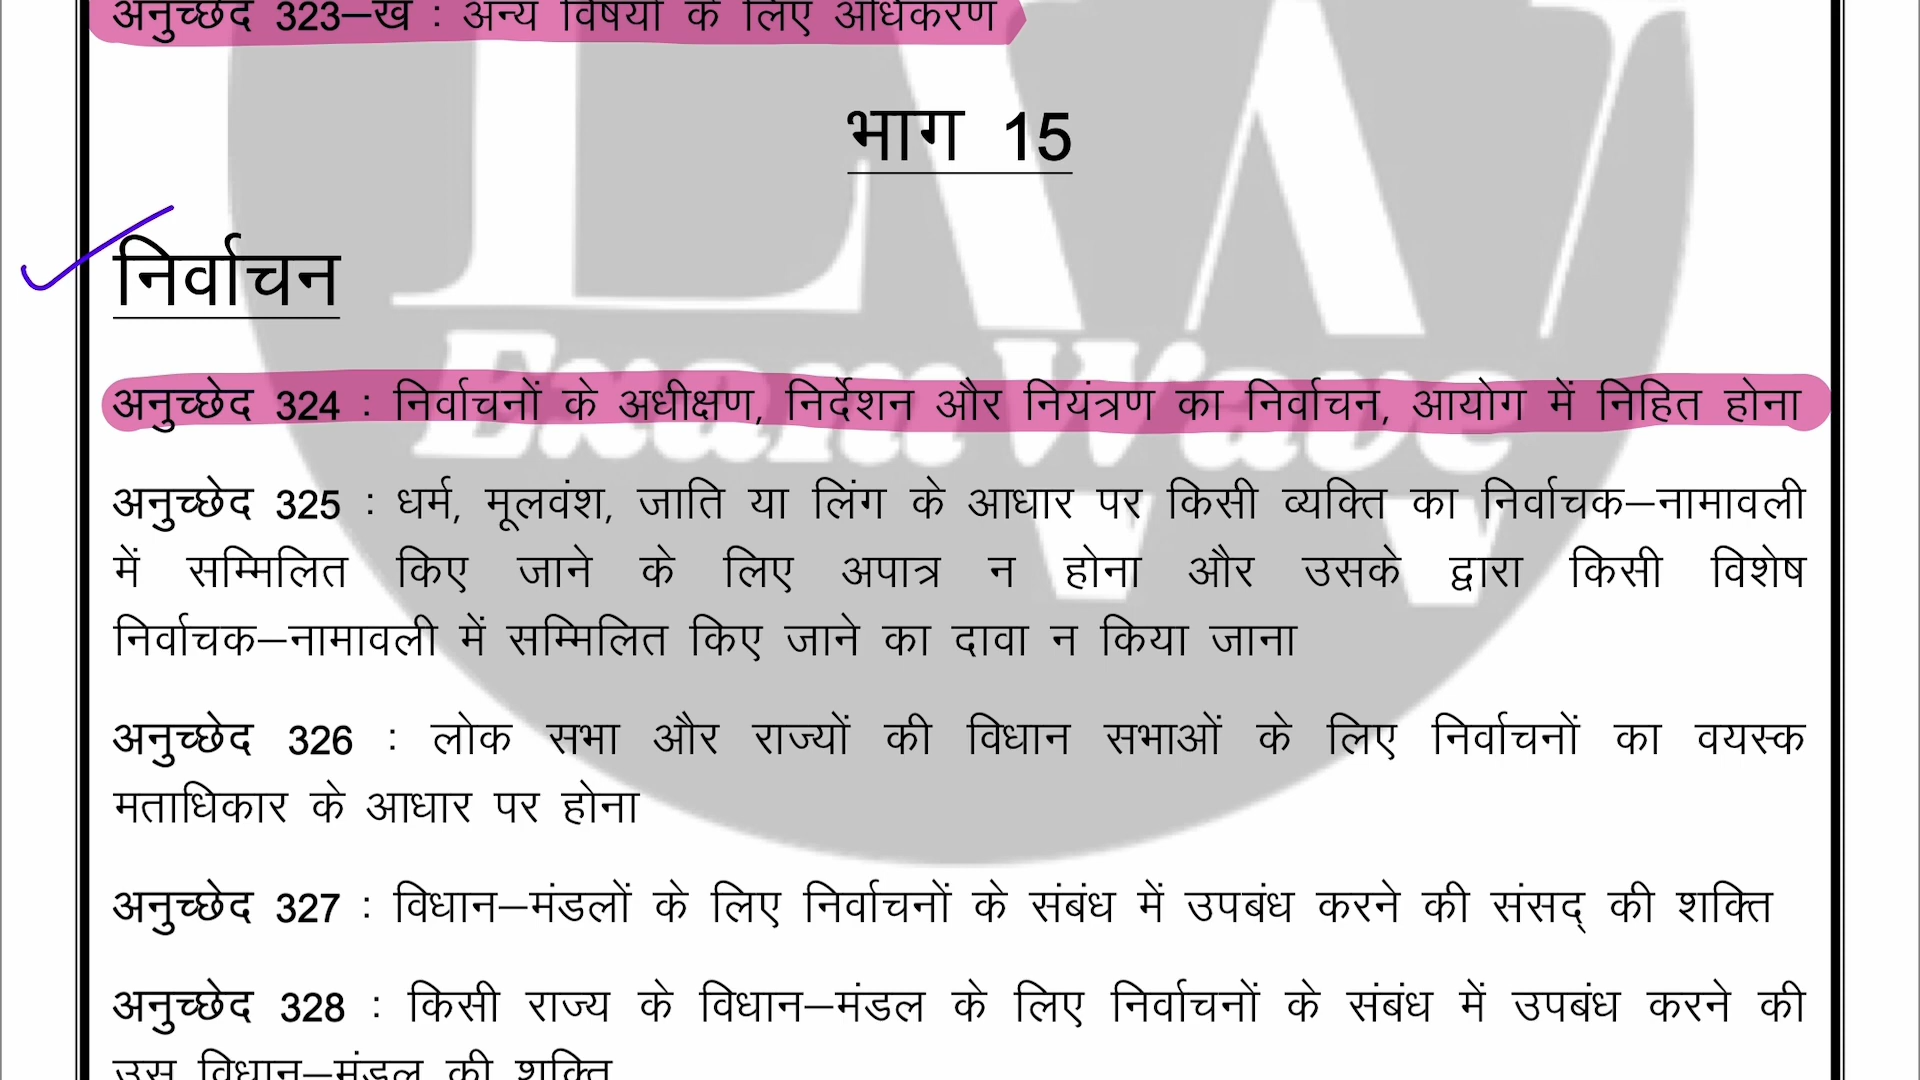 अनुच्छेद 323–ख : अन्य विषयों के लिए अधिकरण
भाग 15
निर्वाचन
अनुच्छेद 324 : निर्वाचनों के अधीक्षण, निर्देशन और नियंत्रण का निर्वाचन, आयोग में निहित होना
अनुच्छेद 325 : धर्म, मूलवंश, जाति या लिंग के आधार पर किसी व्यक्ति का निर्वाचक–नामावली
में सम्मिलित किए जाने के लिए अपात्र न होना और उसके द्वारा किसी विशेष
निर्वाचक–नामावली में सम्मिलित किए जाने का दावा न किया जाना
अनुच्छेद 326 : लोक सभा और राज्यों की विधान सभाओं के लिए निर्वाचनों का वयस्क
मताधिकार के आधार पर होना
अनुच्छेद 327 : विधान–मंडलों के लिए निर्वाचनों के संबंध में उपबंध करने की संसद् की शक्ति
अनुच्छेद 328 : किसी राज्य के विधान–मंडल के लिए निर्वाचनों के संबंध में उपबंध करने की
उस विधान–मंडल की शक्ति
LAW
ExamWave